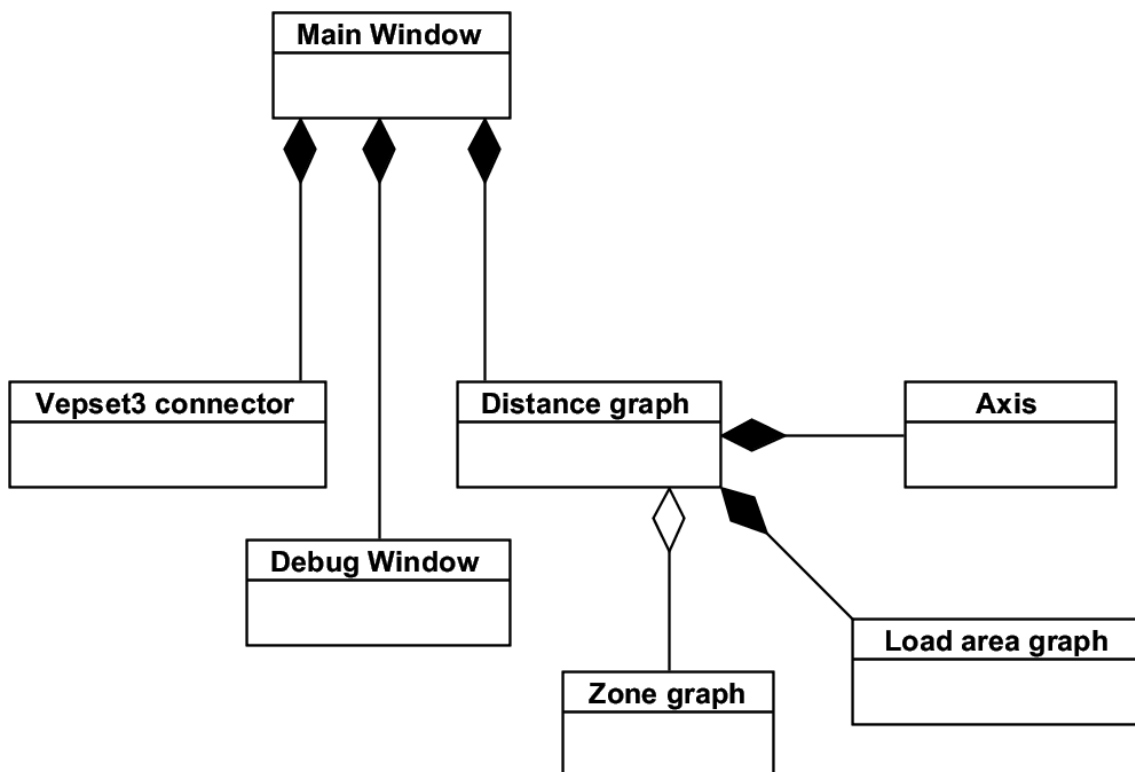 Main Window
Vepset3 connector
Distance graph
Axis
Debug Window
Load area graph
Zone graph